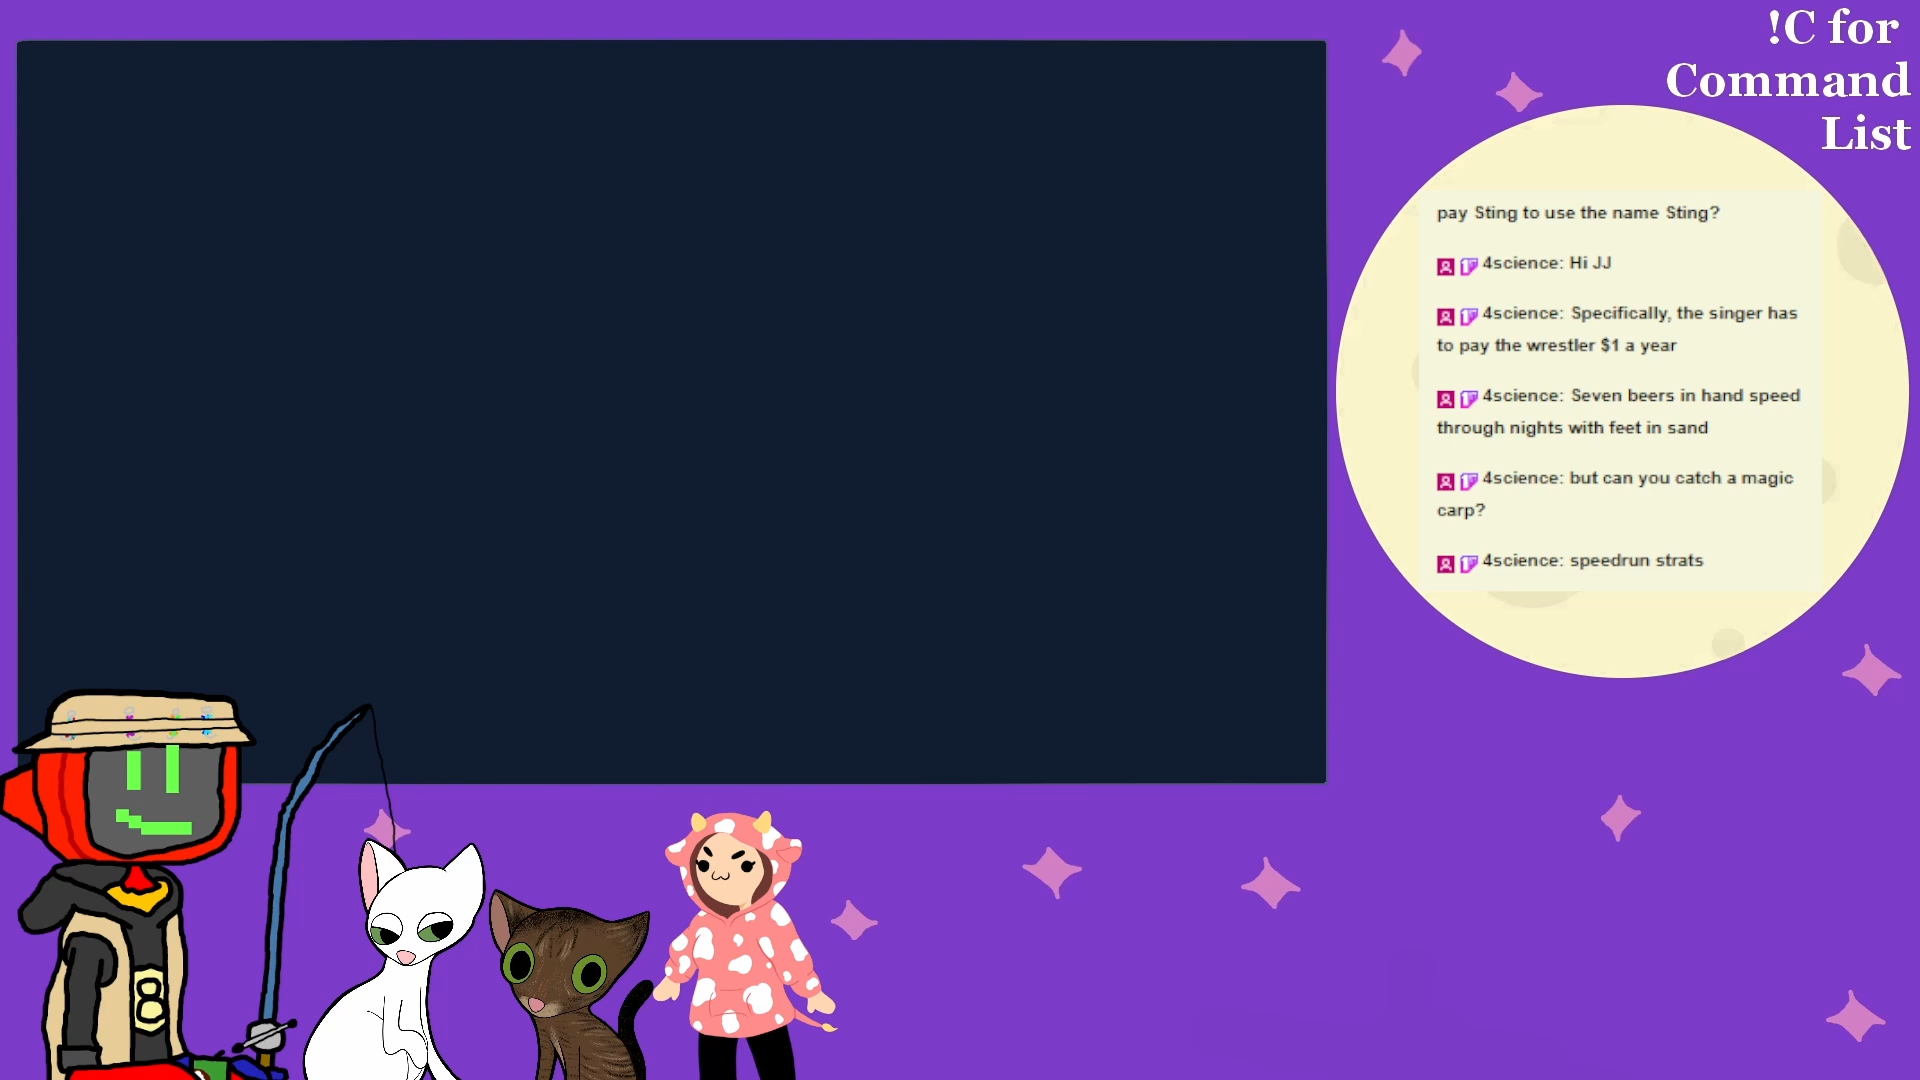 !C for
Command
List
pay Sting to use the name Sting?
4science: Hi JJ
4science: Specifically, the singer has
to pay the wrestler $1 a year
4science: Seven beers in hand speed
through nights with feet in sand
4science: but can you catch a magic
carp?
4science: speedrun strats
8